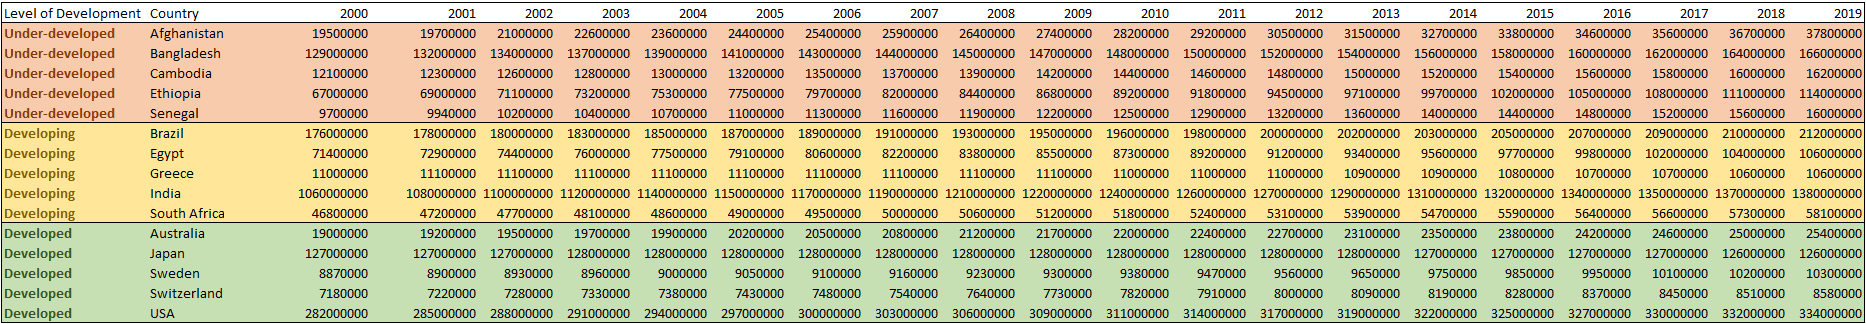 Level of Development Country 2000 2001 2002 2003 2004 2005 2006 2007 2008 2009 2010 2011 2012 2013 2014 2015 2016 2017 2018 2019
Under-developed Afghanistan 19500000 19700000 21000000 22600000 23600000 24400000 25400000 25900000 26400000 27400000 28200000 29200000 30500000 31500000 32700000 33800000 34600000 35600000 36700000 37800000
Under-developed Bangladesh 129000000 132000000 134000000 137000000 139000000 141000000 143000000 144000000 145000000 147000000 148000000 150000000 152000000 154000000 156000000 158000000 160000000 162000000 164000000 166000000
Under-developed Cambodia 12100000 12300000 12600000 12800000 13000000 13200000 13500000 13700000 13900000 14200000 14400000 14600000 14800000 15000000 15200000 15400000 15600000 15800000 16000000 16200000
Under-developed Ethiopia 67000000 69000000 71100000 73200000 75300000 77500000 79700000 82000000 84400000 86800000 89200000 91800000 94500000 97100000 99700000 102000000 105000000 108000000 111000000 114000000
Under-developed Senegal 9700000 9940000 10200000 10400000 10700000 11000000 11300000 11600000 11900000 12200000 12500000 12900000 13200000 13600000 14000000 14400000 14800000 15200000 15600000 16000000
Developing Brazil 176000000 178000000 180000000 183000000 185000000 187000000 189000000 191000000 193000000 195000000 196000000 198000000 200000000 202000000 203000000 205000000 207000000 209000000 210000000 212000000
Developing Egypt 71400000 72900000 74400000 76000000 77500000 79100000 80600000 82200000 83800000 85500000 87300000 89200000 91200000 93400000 95600000 97700000 99800000 102000000 104000000 106000000
Developing Greece 11000000 11100000 11100000 11100000 11100000 11100000 11100000 11100000 11100000 11100000 11000000 11000000 11000000 10900000 10900000 10800000 10700000 10700000 10600000 10600000
Developing India 1060000000 1080000000 1100000000 1120000000 1140000000 1150000000 1170000000 1190000000 1210000000 1220000000 1240000000 1260000000 1270000000 1290000000 1310000000 1320000000 1340000000 1350000000 1370000000 1380000000
Developing South Africa 46800000 47200000 47700000 48100000 48600000 49000000 49500000 50000000 50600000 51200000 51800000 52400000 53100000 53900000 54700000 55900000 56400000 56600000 57300000 58100000
Developed Australia 19000000 19200000 19500000 19700000 19900000 20200000 20500000 20800000 21200000 21700000 22000000 22400000 22700000 23100000 23500000 23800000 24200000 24600000 25000000 25400000
Developed Japan 127000000 127000000 127000000 128000000 128000000 128000000 128000000 128000000 128000000 128000000 128000000 128000000 128000000 128000000 127000000 127000000 127000000 127000000 126000000 126000000
Developed Sweden 8870000 8900000 8930000 8960000 9000000 9050000 9100000 9160000 9230000 9300000 9380000 9470000 9560000 9650000 9750000 9850000 9950000 10100000 10200000 10300000
Developed Switzerland 7180000 7220000 7280000 7330000 7380000 7430000 7480000 7540000 7640000 7730000 7820000 7910000 8000000 8090000 8190000 8280000 8370000 8450000 8510000 8580000
Developed USA 282000000 285000000 288000000 291000000 294000000 297000000 300000000 303000000 306000000 309000000 311000000 314000000 317000000 319000000 322000000 325000000 327000000 330000000 332000000 334000000